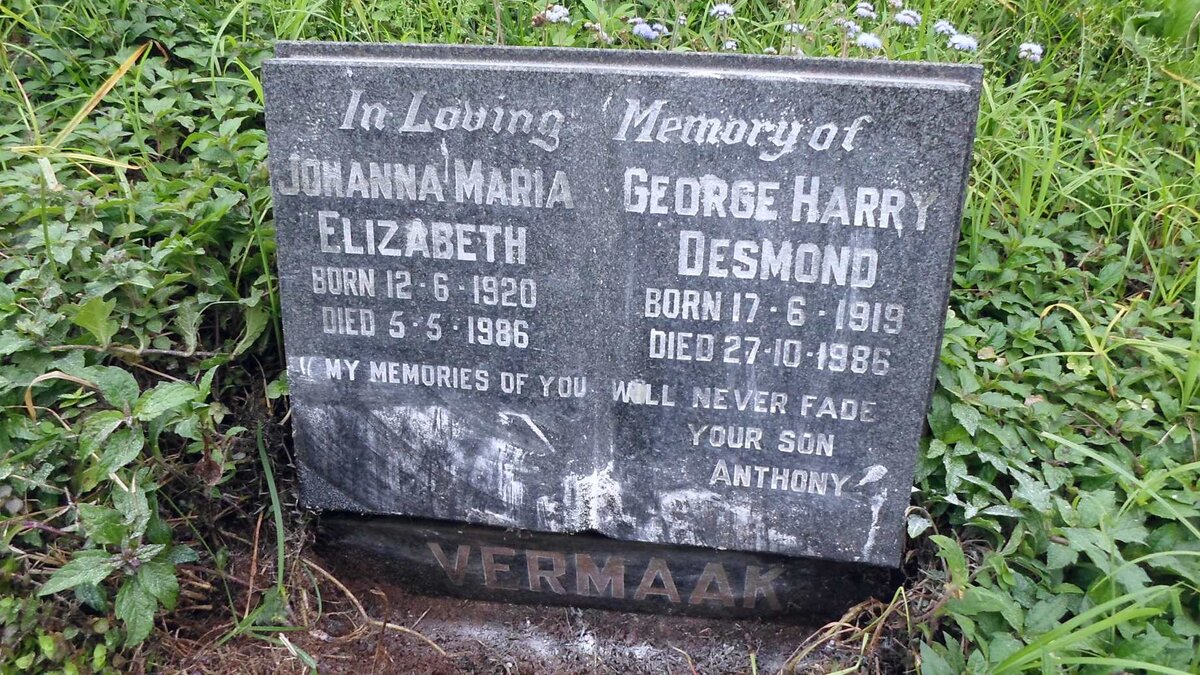 In Loving Memory of
JOHANNA MARIA
ELIZABETH
BORN 12·6·1920
DIED 5·5·1986
GEORGE HARRY
DESMOND
BORN 17·6·1919
DIED 27·10·1986
MY MEMORIES OF YOU WILL NEVER FADE
YOUR SON
ANTHONY
VERMAAK